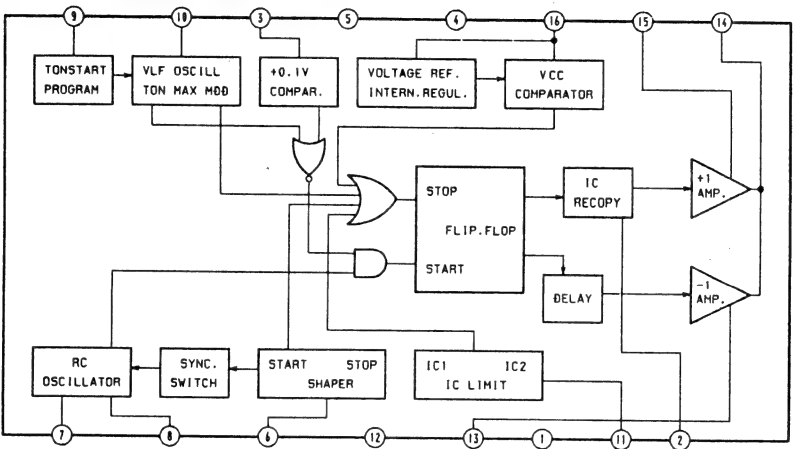 9 10 3 5 4 16 15 14
TONSTART
PROGRAM
VLF OSCILL
TON MAX MOD
+0.1V
COMPAR.
VOLTAGE REF.
INTERN.REGUL.
VCC
COMPARATOR
STOP
FLIP.FLOP
START
IC
RECOPY
+1
AMP.
DELAY
-1
AMP.
RC
OSCILLATOR
SYNC.
SWITCH
START STOP
SHAPER
IC1 IC2
IC LIMIT
7 8 6 12 13 1 11 2